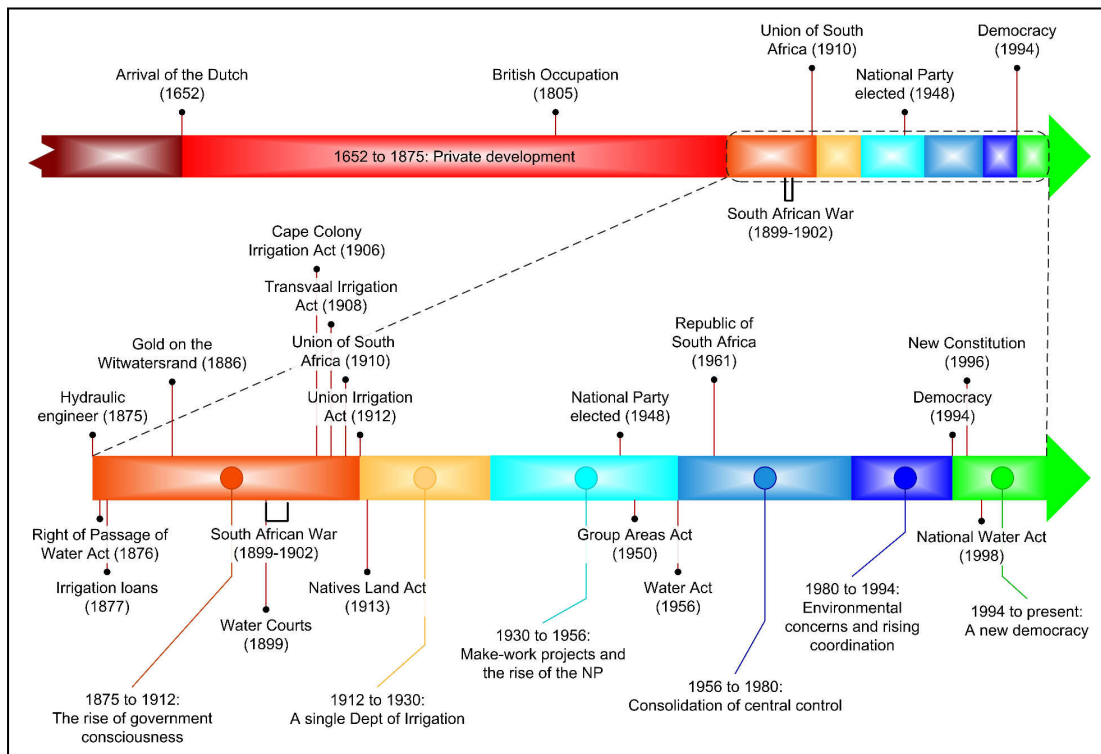 Union of South
Africa (1910)
Democracy
(1994)
Arrival of the Dutch
(1652)
British Occupation
(1805)
National Party
elected (1948)
1652 to 1875: Private development
South African War
(1899-1902)
Cape Colony
Irrigation Act (1906)
Transvaal Irrigation
Act (1908)
Gold on the
Witwatersrand (1886)
Union of South
Africa (1910)
Republic of
South Africa
(1961)
New Constitution
(1996)
Hydraulic
engineer (1875)
Union Irrigation
Act (1912)
National Party
elected (1948)
Democracy
(1994)
Right of Passage of
Water Act (1876)
South African War
(1899-1902)
Group Areas Act
(1950)
National Water Act
(1998)
Irrigation loans
(1877)
Natives Land Act
(1913)
Water Act
(1956)
Water Courts
(1899)
1875 to 1912:
The rise of government
consciousness
1912 to 1930:
A single Dept of Irrigation
1930 to 1956:
Make-work projects and
the rise of the NP
1956 to 1980:
Consolidation of central control
1980 to 1994:
Environmental
concerns and rising
coordination
1994 to present:
A new democracy